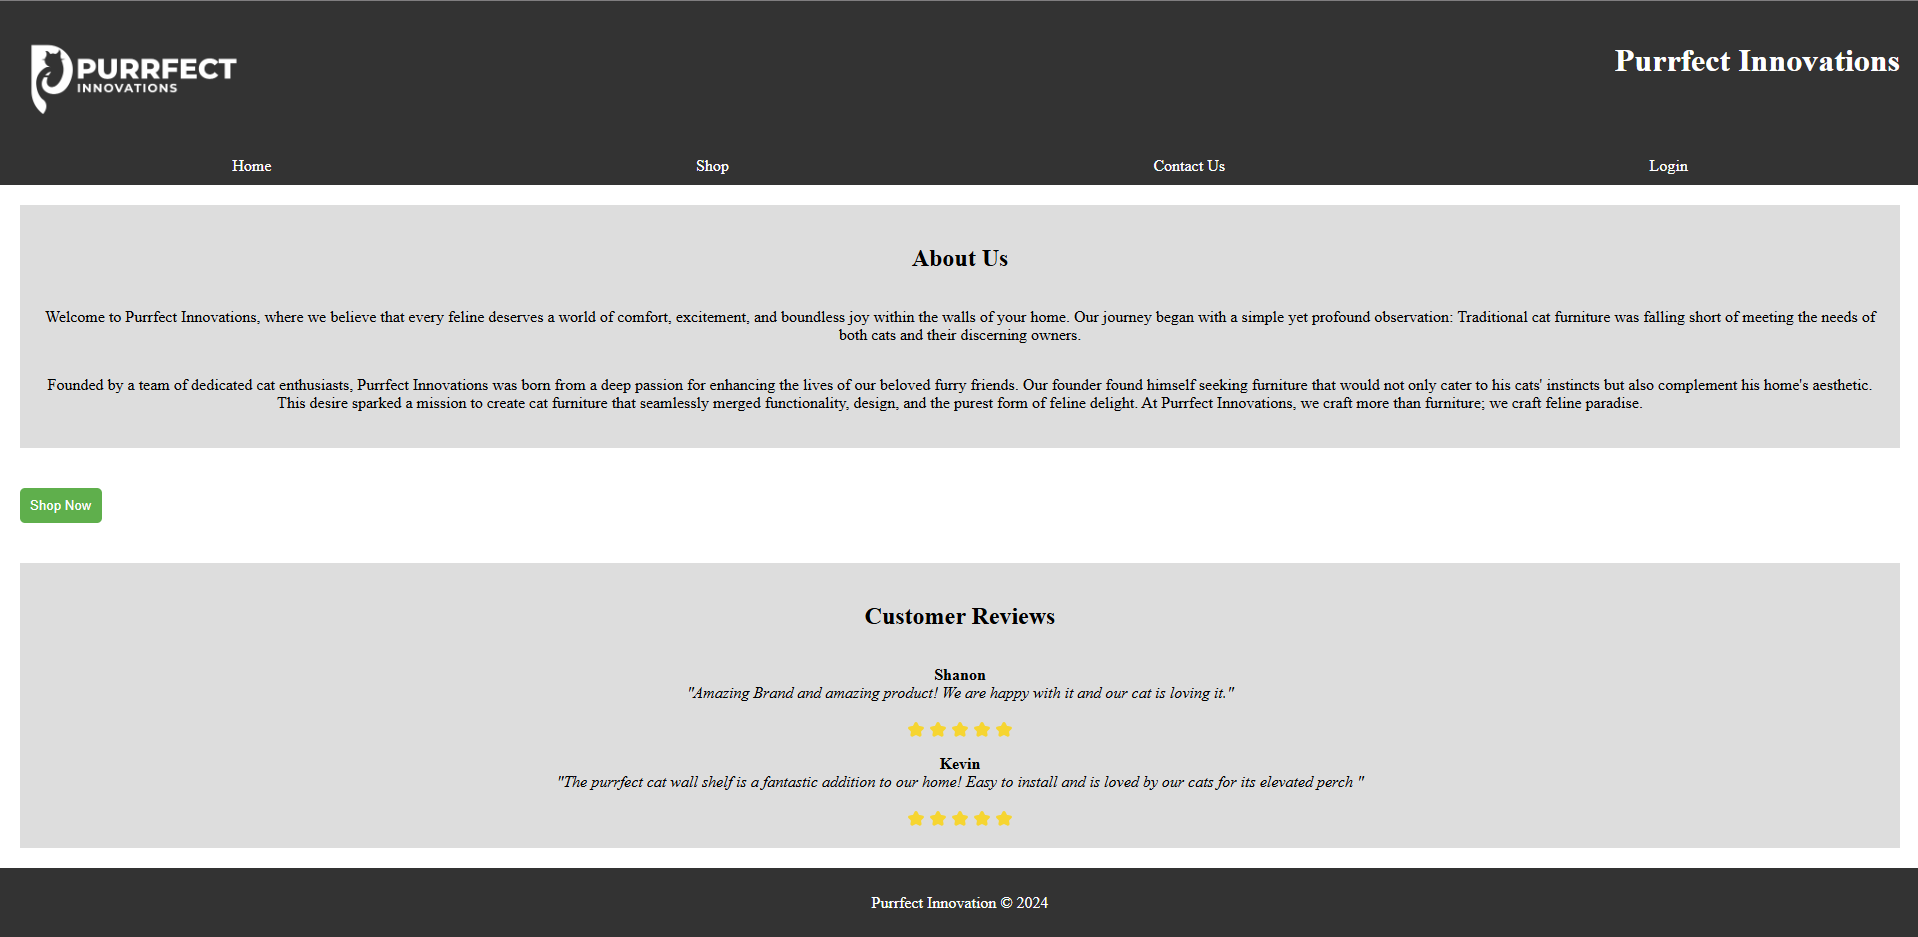 PURRFECT
INNOVATIONS
Purrfect Innovations
Home
Shop
Contact Us
Login
About Us
Welcome to Purrfect Innovations, where we believe that every feline deserves a world of comfort, excitement, and boundless joy within the walls of your home. Our journey began with a simple yet profound observation: Traditional cat furniture was falling short of meeting the needs of
both cats and their discerning owners.
Founded by a team of dedicated cat enthusiasts, Purrfect Innovations was born from a deep passion for enhancing the lives of our beloved furry friends. Our founder found himself seeking furniture that would not only cater to his cats' instincts but also complement his home's aesthetic.
This desire sparked a mission to create cat furniture that seamlessly merged functionality, design, and the purest form of feline delight. At Purrfect Innovations, we craft more than furniture; we craft feline paradise.
Shop Now
Customer Reviews
Shanon
"Amazing Brand and amazing product! We are happy with it and our cat is loving it."
Kevin
"The purrfect cat wall shelf is a fantastic addition to our home! Easy to install and is loved by our cats for its elevated perch "
Purrfect Innovation © 2024